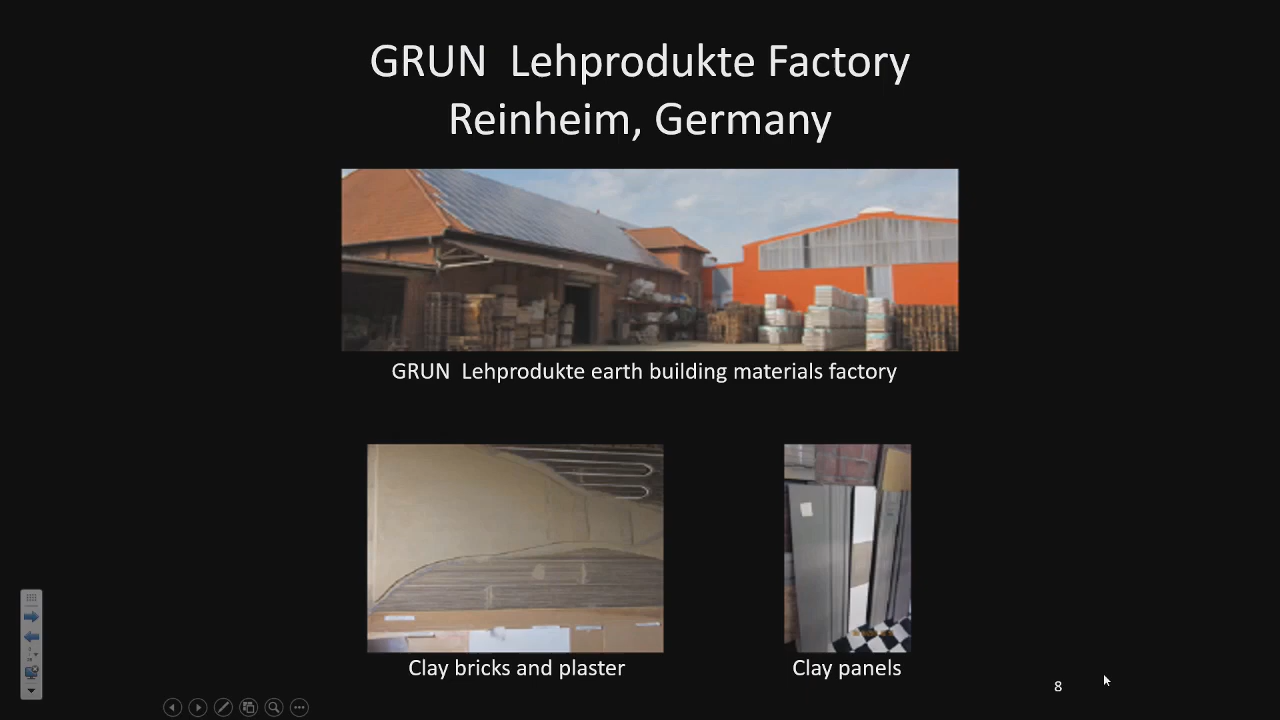 GRUN  Lehprodukte Factory
Reinheim, Germany
GRUN  Lehprodukte earth building materials factory
Clay bricks and plaster
Clay panels
8